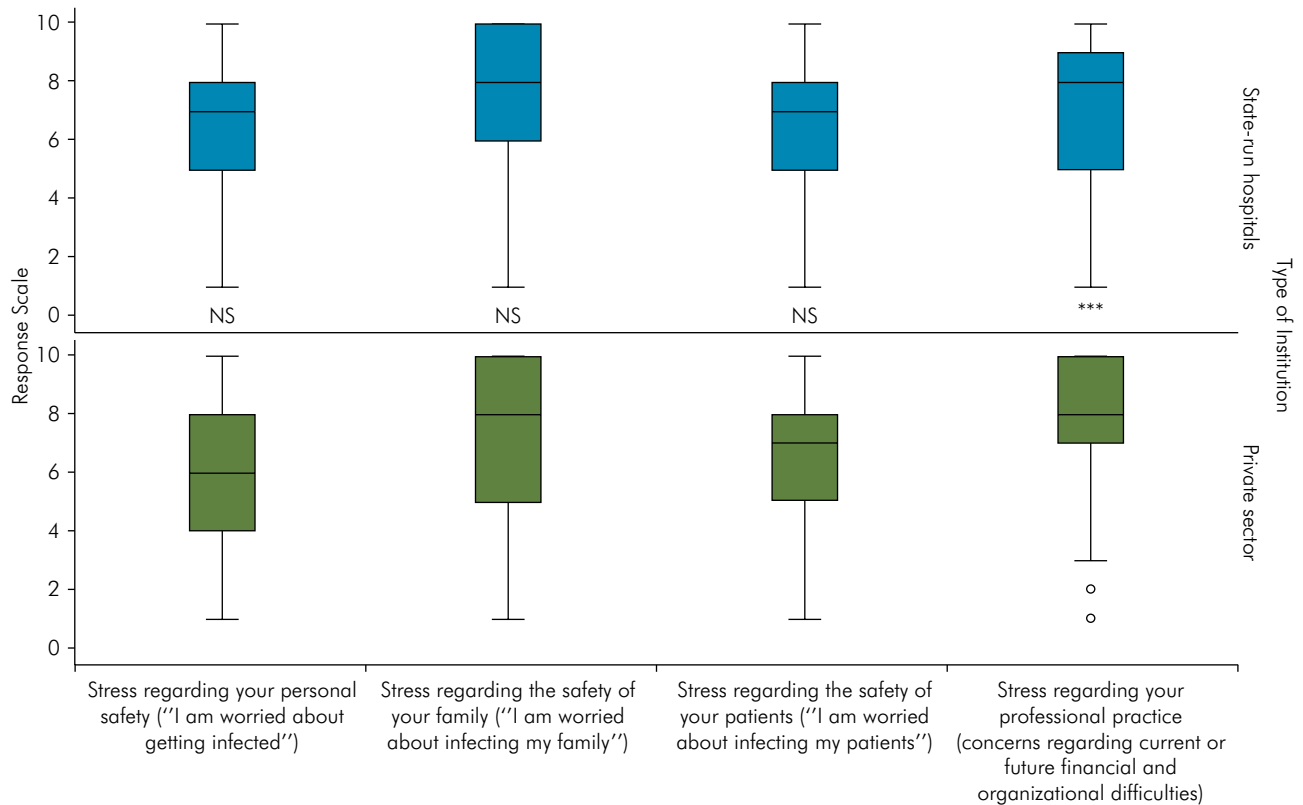 10
8
6
4
2
0
NS
NS
NS
***
State-run hospitals
Response Scale
Type of Institution
10
8
6
4
2
0
Private sector
Stress regarding your personal
safety (‘‘I am worried about
getting infected’’)
Stress regarding the safety of
your family (‘‘I am worried
about infecting my family’’)
Stress regarding the safety of
your patients (‘‘I am worried
about infecting my patients’’)
Stress regarding your
professional practice
(concerns regarding current or
future financial and
organizational difficulties)